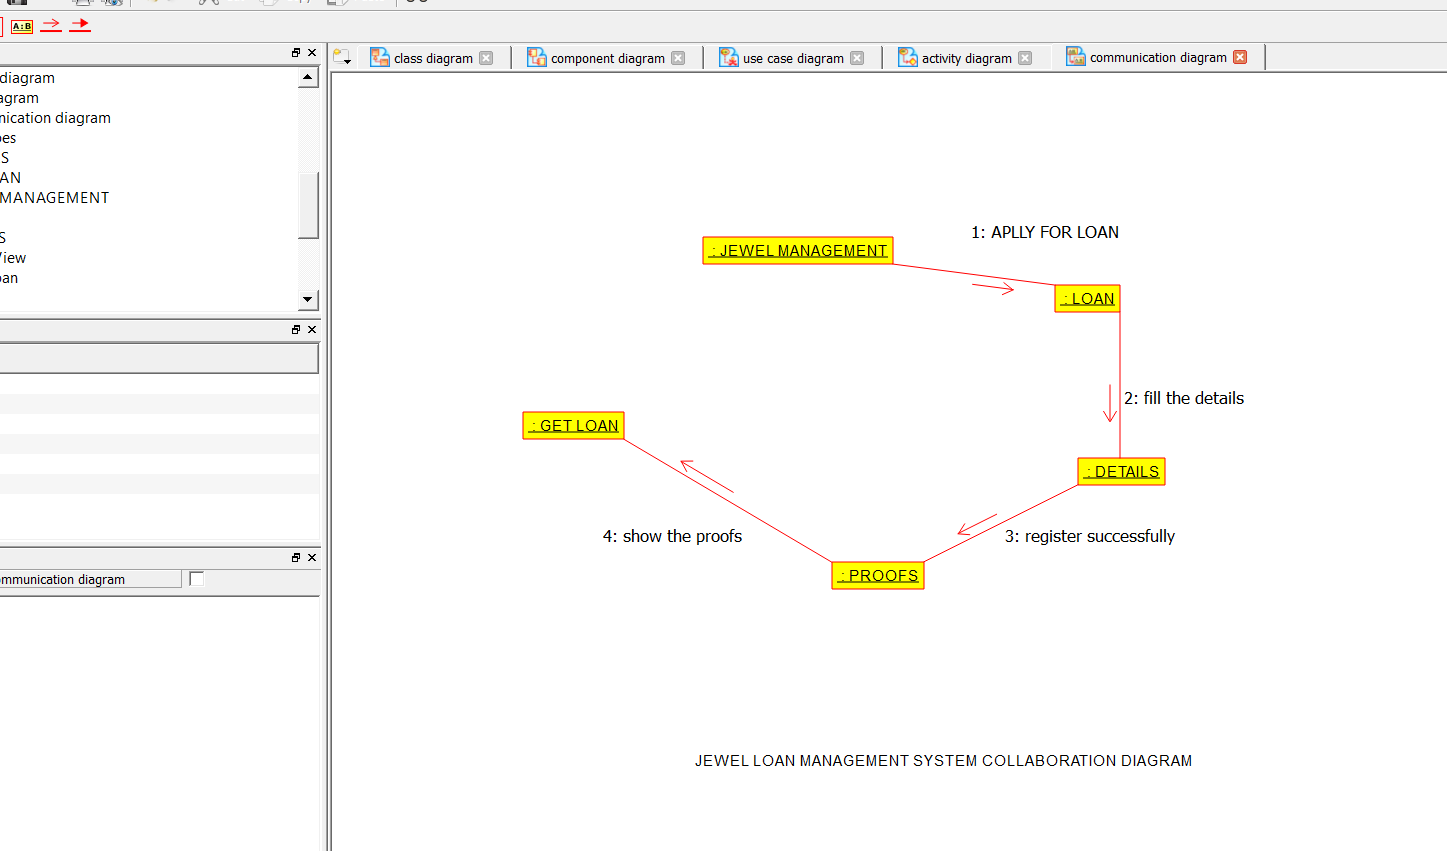 A:B
class diagram
component diagram
use case diagram
activity diagram
communication diagram
diagram
agram
nication diagram
pes
S
AN
MANAGEMENT
S
View
oan
ommunication diagram
1: APLLY FOR LOAN
: JEWEL MANAGEMENT
: LOAN
2: fill the details
: GET LOAN
: DETAILS
4: show the proofs
3: register successfully
: PROOFS
JEWEL LOAN MANAGEMENT SYSTEM COLLABORATION DIAGRAM